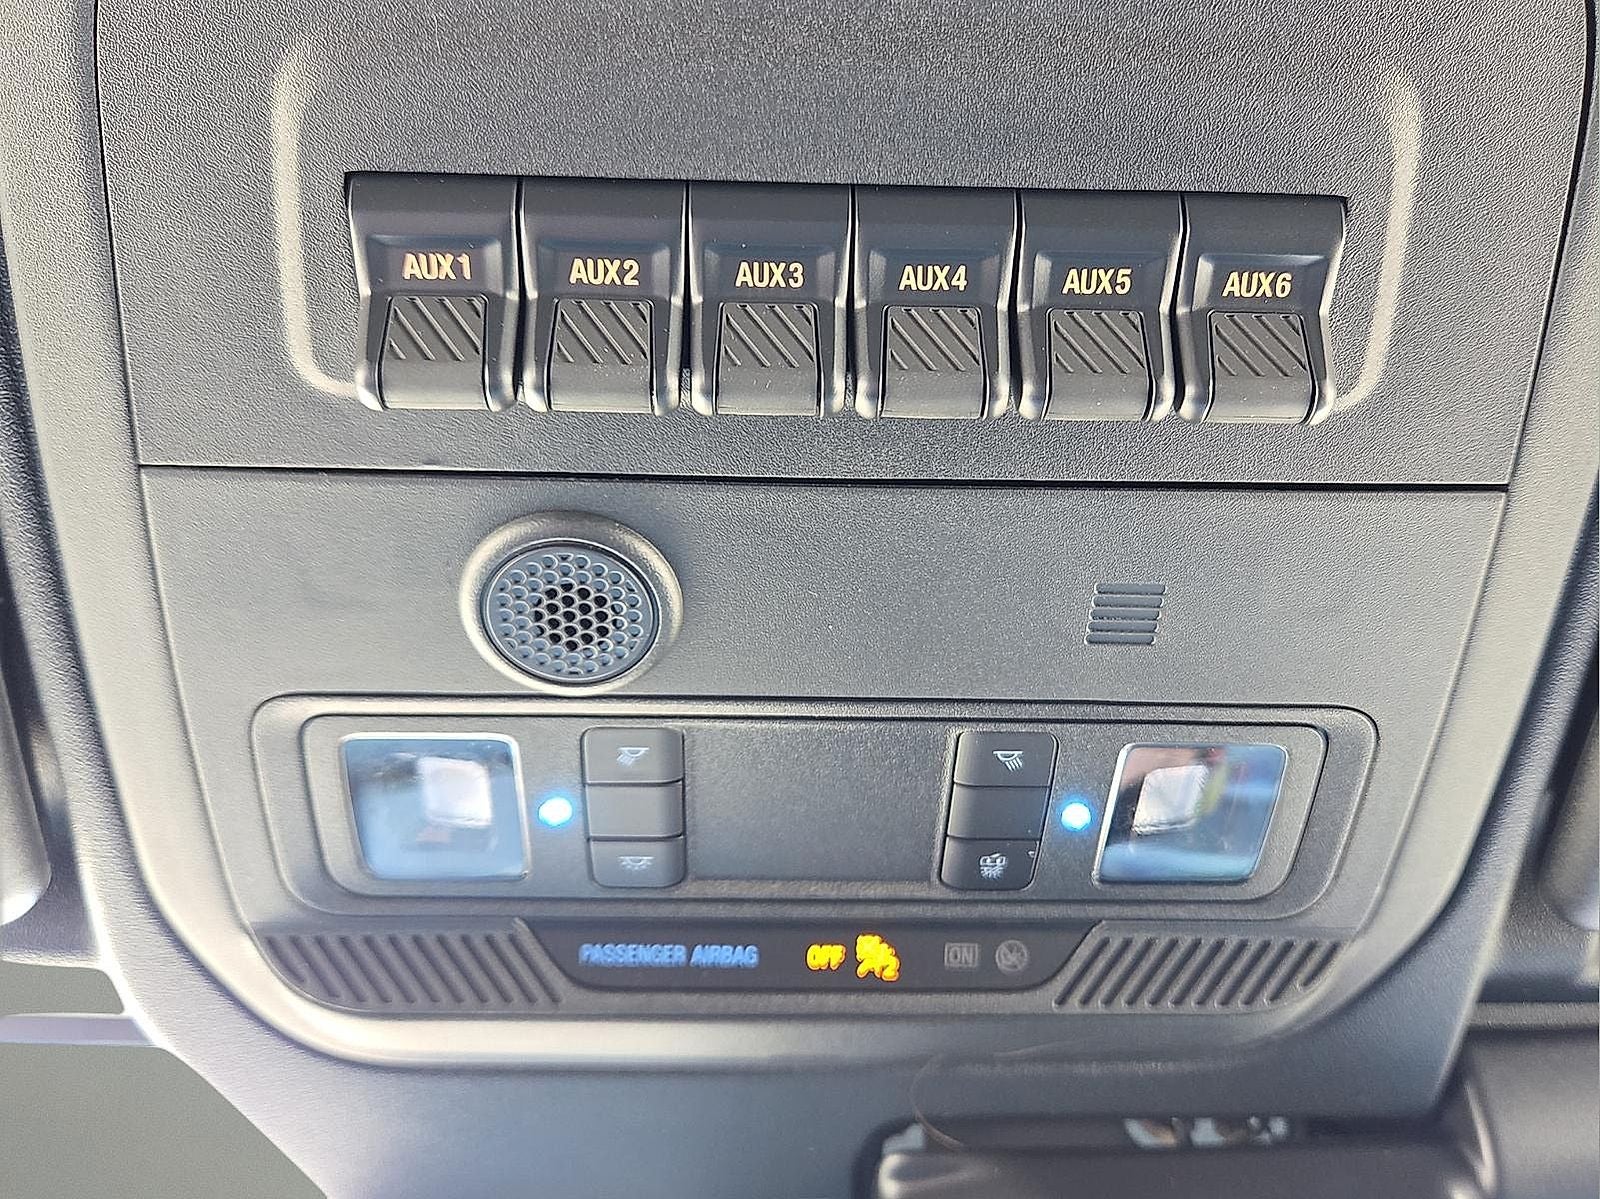 AUX1 AUX2 AUX3 AUX4 AUX5 AUX6
PASSENGER AIRBAG OFF ON